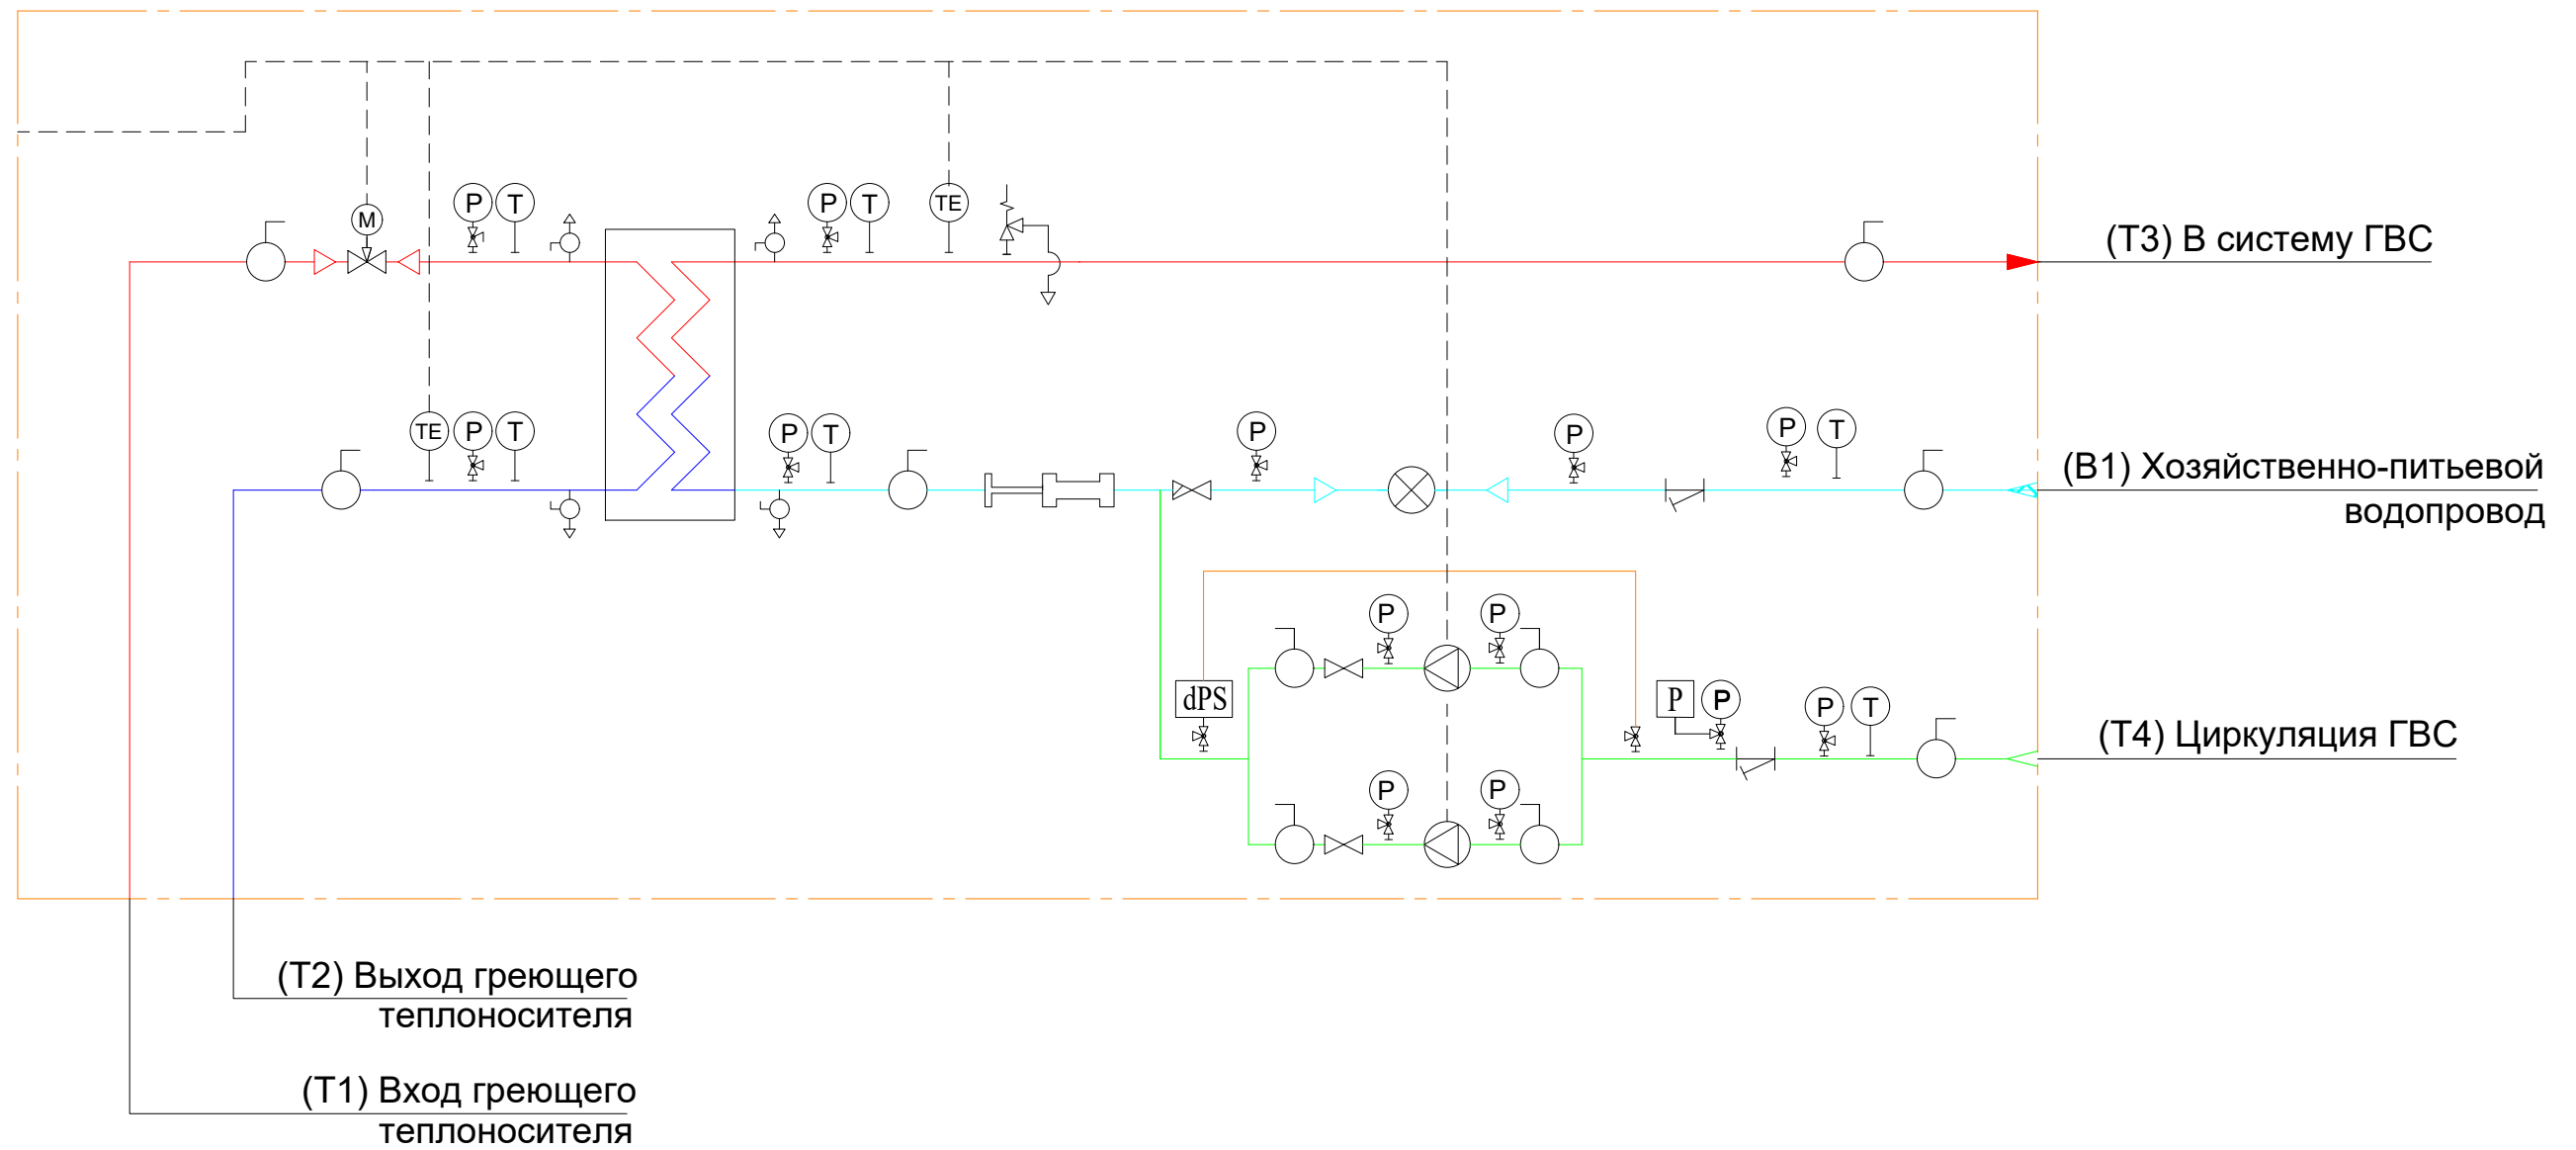 P T P T TE
M
(Т3) В систему ГВС
TE P T P T P P P T
(В1) Хозяйственно-питьевой
водопровод
P P
dPS P P P T
(Т4) Циркуляция ГВС
P P
(Т2) Выход греющего
теплоносителя
(Т1) Вход греющего
теплоносителя